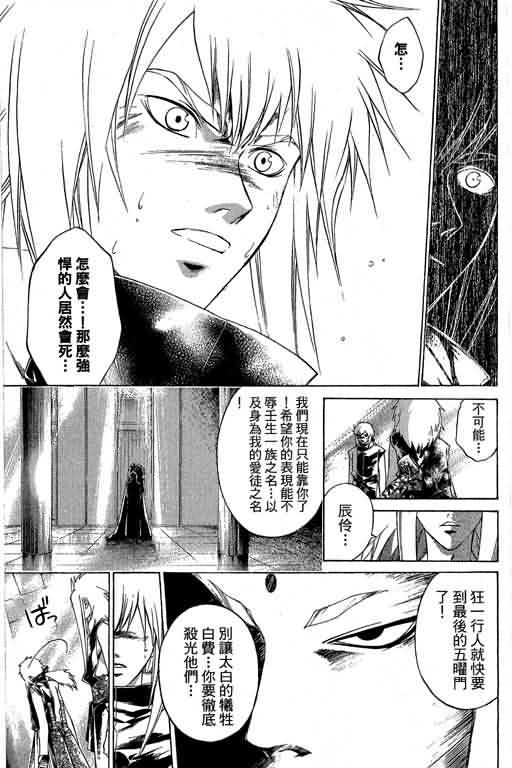 怎…
怎麼會…！那麼強
悍的人居然會死…
不可能…
辰伶…
我們現在只能靠你了
！希望你的表現能不
辱壬生一族之名…以
及身為我的愛徒之名
！
狂一行人就快要
到最後的五曜門
了！
別讓太白的犧牲
白費…你要徹底
殺光他們…
ばっ